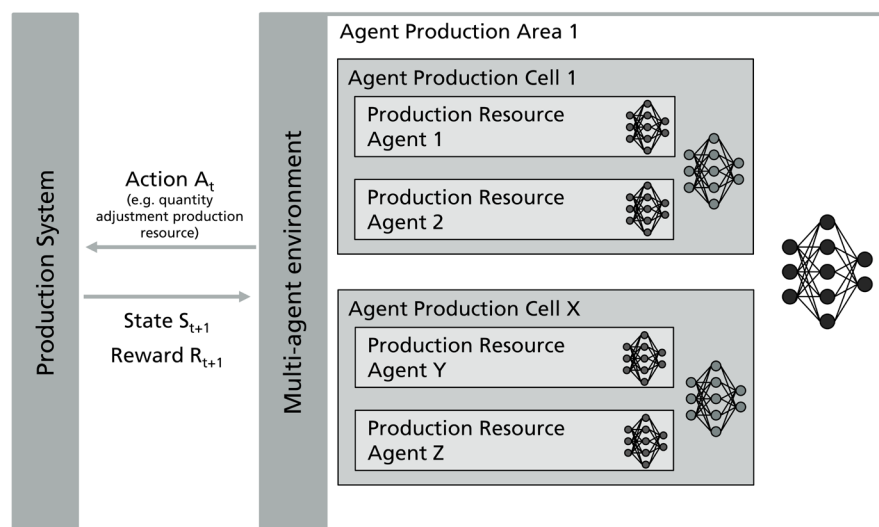 Production System
Action At
(e.g. quantity
adjustment production
resource)
State St+1
Reward Rt+1
Multi-agent environment
Agent Production Area 1
Agent Production Cell 1
Production Resource
Agent 1
Production Resource
Agent 2
Agent Production Cell X
Production Resource
Agent Y
Production Resource
Agent Z